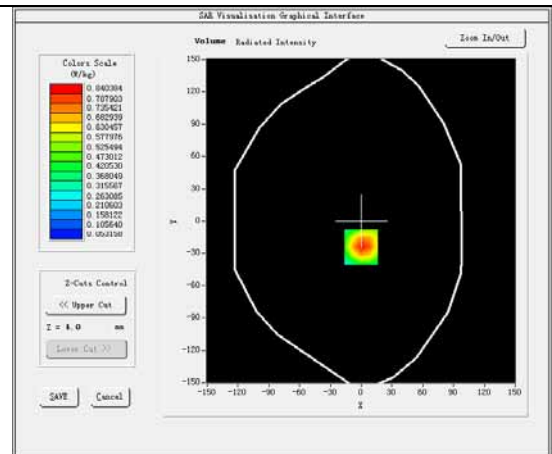 SAR Visualisation Graphical Interface
Volume Radiated Intensity
Zoom In/Out
Colors Scale
(W/kg)
0.840384
0.787903
0.735421
0.682939
0.630457
0.577976
0.525494
0.473012
0.420530
0.368049
0.315567
0.263085
0.210603
0.158122
0.105640
0.053158
Z-Cuts Control
<< Upper Cut
Z = 4.0 mm
Lower Cut >>
SAVE
Cancel
150
120
90
60
30
0
-30
-60
-90
-120
-150
Y
-150 -120 -90 -60 -30 0 30 60 90 120 150
X